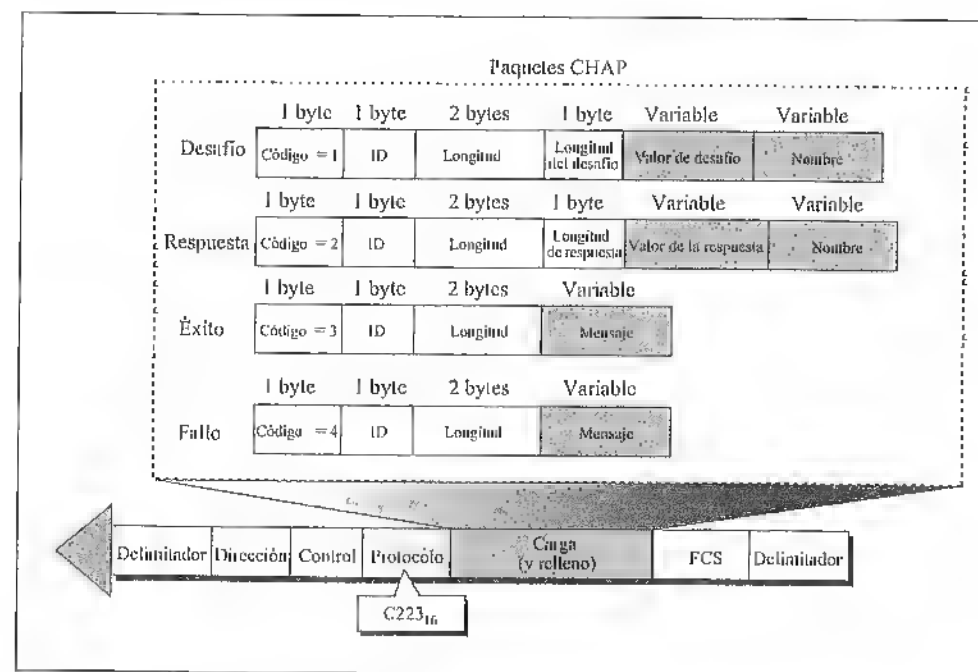 Paquetes CHAP
1 byte 1 byte 2 bytes 1 byte Variable Variable
Desafío Código = 1 ID Longitud Longitud del desafío Valor de desafío Nombre
1 byte 1 byte 2 bytes 1 byte Variable Variable
Respuesta Código = 2 ID Longitud Longitud de respuesta Valor de la respuesta Nombre
1 byte 1 byte 2 bytes Variable
Éxito Código = 3 ID Longitud Mensaje
1 byte 1 byte 2 bytes Variable
Fallo Código = 4 ID Longitud Mensaje
Delimitador Dirección Control Protocolo Carga (y relleno) FCS Delimitador
C223₁₆